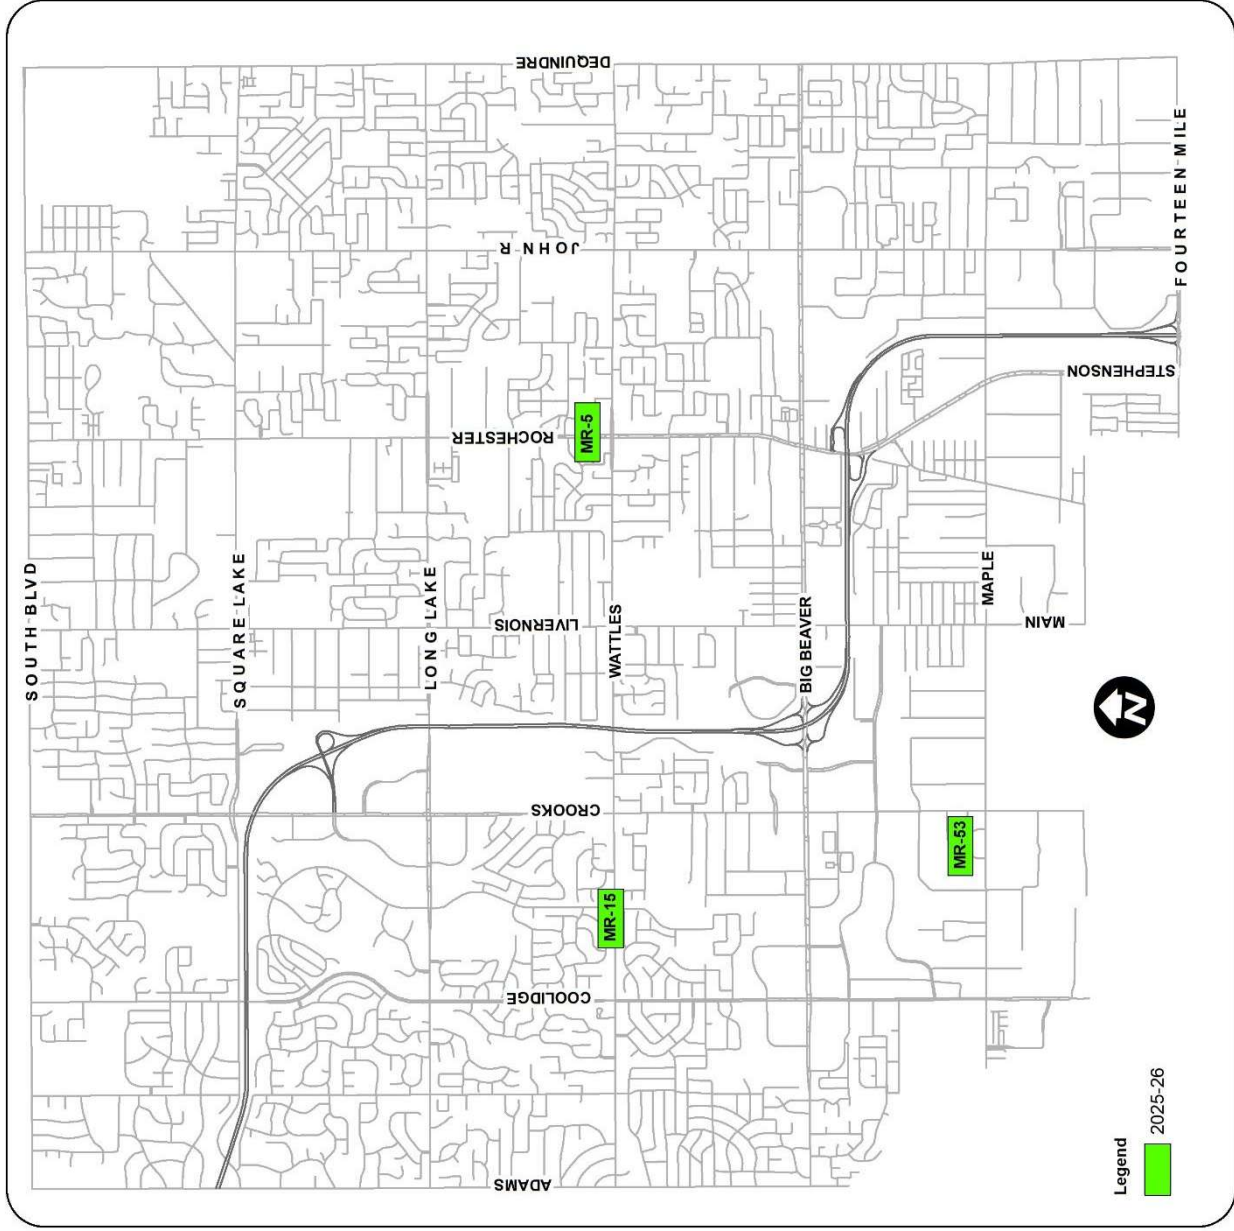 DEQUINDRE
FOURTEEN MILE
JOHN R
STEPHENSON
ROCHESTER
MR-5
SOUTH BLVD
SQUARE LAKE
LONG LAKE
LIVERNOIS
WATTLES
BIG BEAVER
MAPLE
MAIN
N
CROOKS
MR-53
MR-15
COOLIDGE
ADAMS
Legend
2025-26